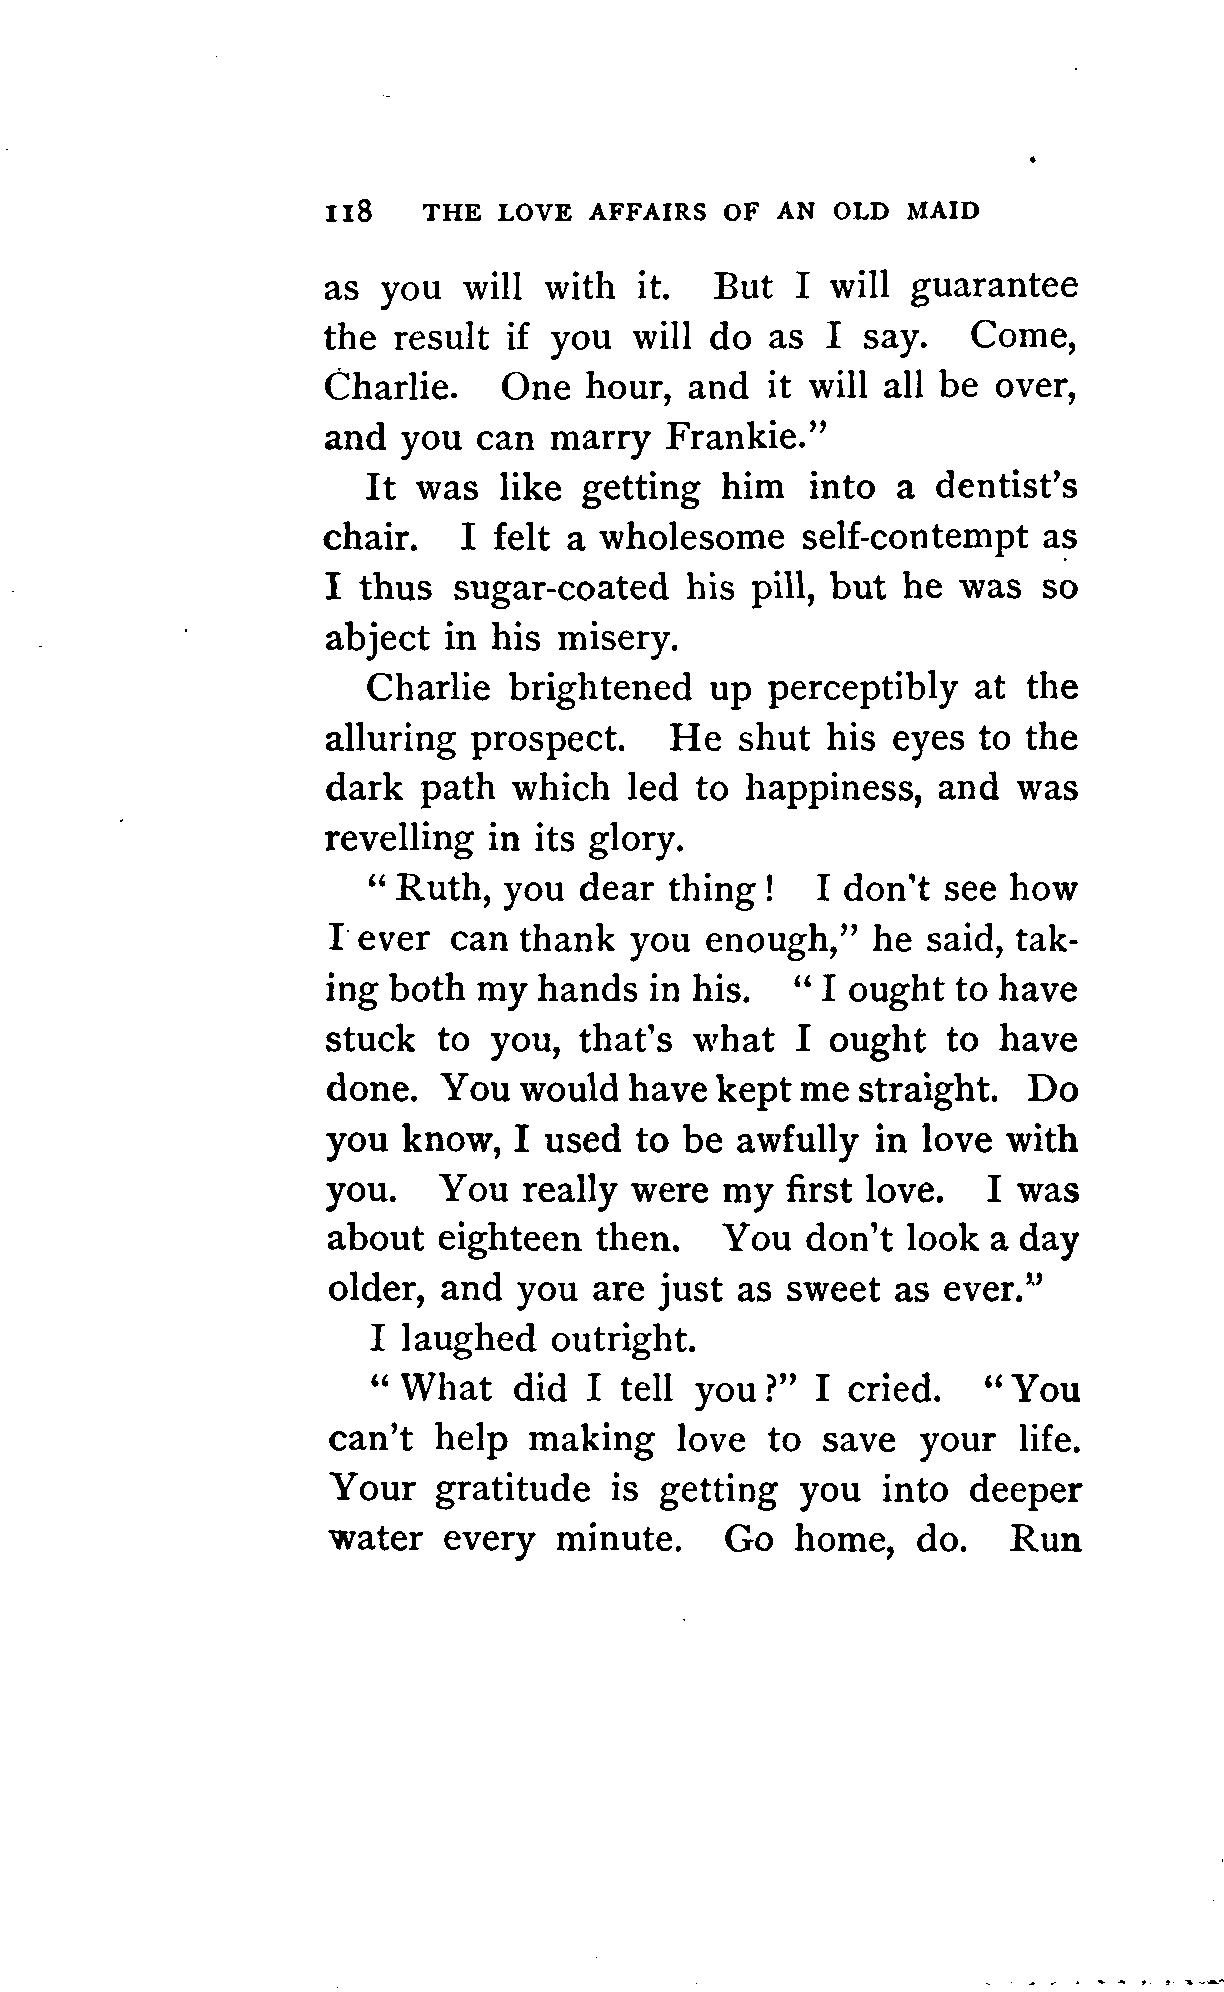 118 THE LOVE AFFAIRS OF AN OLD MAID
as you will with it. But I will guarantee
the result if you will do as I say. Come,
Charlie. One hour, and it will all be over,
and you can marry Frankie."
It was like getting him into a dentist's
chair. I felt a wholesome self-contempt as
I thus sugar-coated his pill, but he was so
abject in his misery.
Charlie brightened up perceptibly at the
alluring prospect. He shut his eyes to the
dark path which led to happiness, and was
revelling in its glory.
"Ruth, you dear thing! I don't see how
I ever can thank you enough," he said, tak-
ing both my hands in his. "I ought to have
stuck to you, that's what I ought to have
done. You would have kept me straight. Do
you know, I used to be awfully in love with
you. You really were my first love. I was
about eighteen then. You don't look a day
older, and you are just as sweet as ever."
I laughed outright.
"What did I tell you?" I cried. "You
can't help making love to save your life.
Your gratitude is getting you into deeper
water every minute. Go home, do. Run